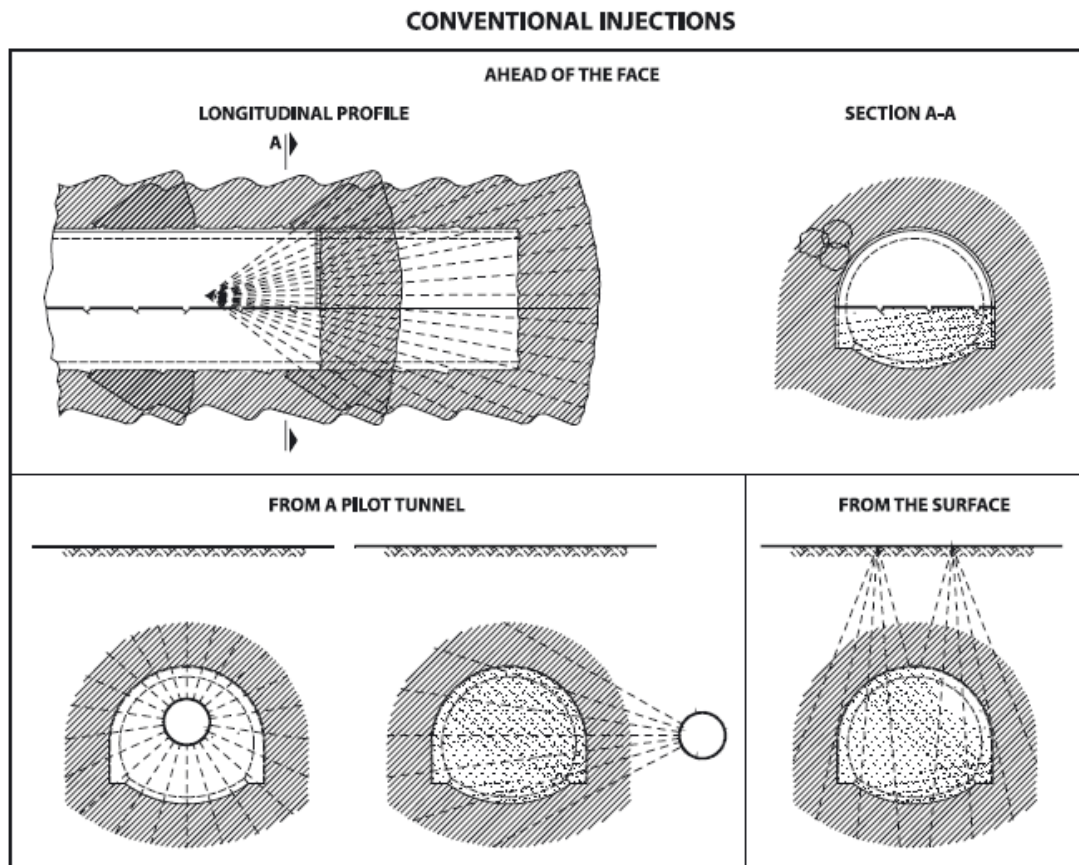 CONVENTIONAL INJECTIONS
AHEAD OF THE FACE
LONGITUDINAL PROFILE
SECTION A-A
A
FROM A PILOT TUNNEL
FROM THE SURFACE